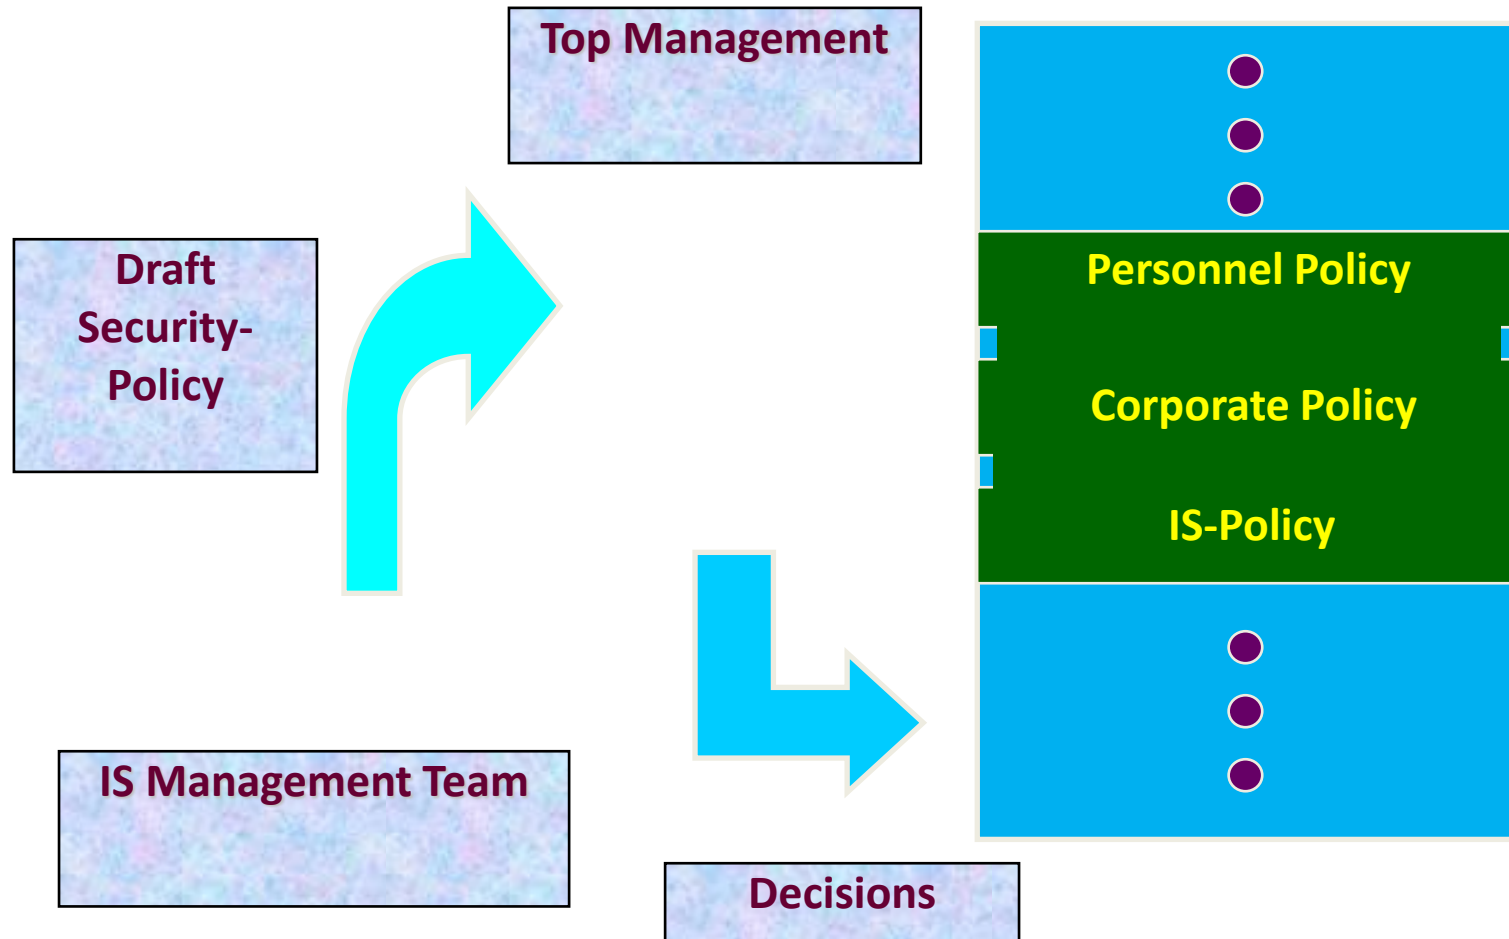 Top Management
Draft
Security-
Policy
Personnel Policy
Corporate Policy
IS-Policy
IS Management Team
Decisions